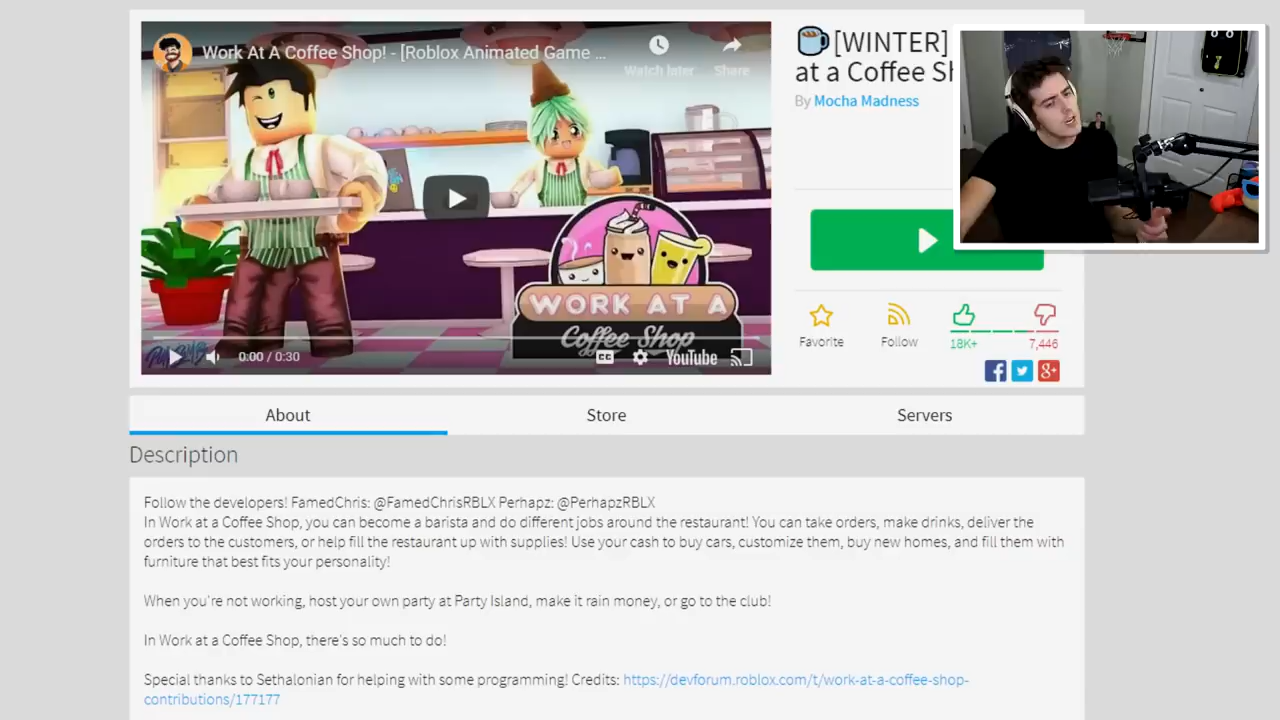 Work At A Coffee Shop! - [Roblox Animated Game ...
Watch later
Share
WORK AT A
Coffee Shop
0:00 / 0:30
CC
YouTube
[WINTER]
at a Coffee Sh
By Mocha Madness
Favorite
Follow
18K+
7,446
About
Store
Servers
Description
Follow the developers! FamedChris: @FamedChrisRBLX Perhapz: @PerhapzRBLX
In Work at a Coffee Shop, you can become a barista and do different jobs around the restaurant! You can take orders, make drinks, deliver the
orders to the customers, or help fill the restaurant up with supplies! Use your cash to buy cars, customize them, buy new homes, and fill them with
furniture that best fits your personality!
When you're not working, host your own party at Party Island, make it rain money, or go to the club!
In Work at a Coffee Shop, there's so much to do!
Special thanks to Sethalonian for helping with some programming! Credits: https://devforum.roblox.com/t/work-at-a-coffee-shop-
contributions/177177